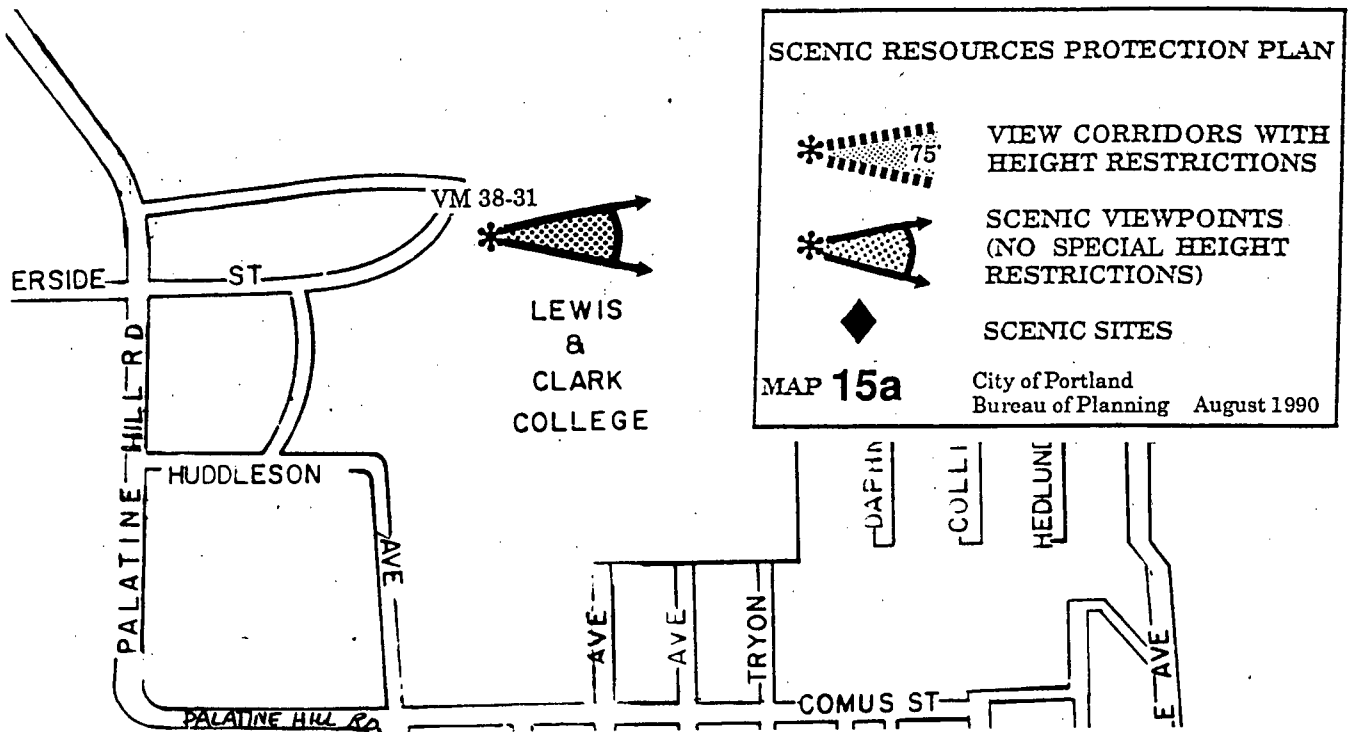 SCENIC RESOURCES PROTECTION PLAN
75'
VIEW CORRIDORS WITH
HEIGHT RESTRICTIONS
SCENIC VIEWPOINTS
(NO SPECIAL HEIGHT
RESTRICTIONS)
SCENIC SITES
MAP 15a
City of Portland
Bureau of Planning August 1990
VM 38-31
ERSIDE
ST
LEWIS
&
CLARK
COLLEGE
PALATINE HILL RD
HUDDLESON
AVE
AVE
AVE
TRYON
DAPHN
COLLI
HEDLUND
COMUS ST
LE AVE
PALATINE HILL RD